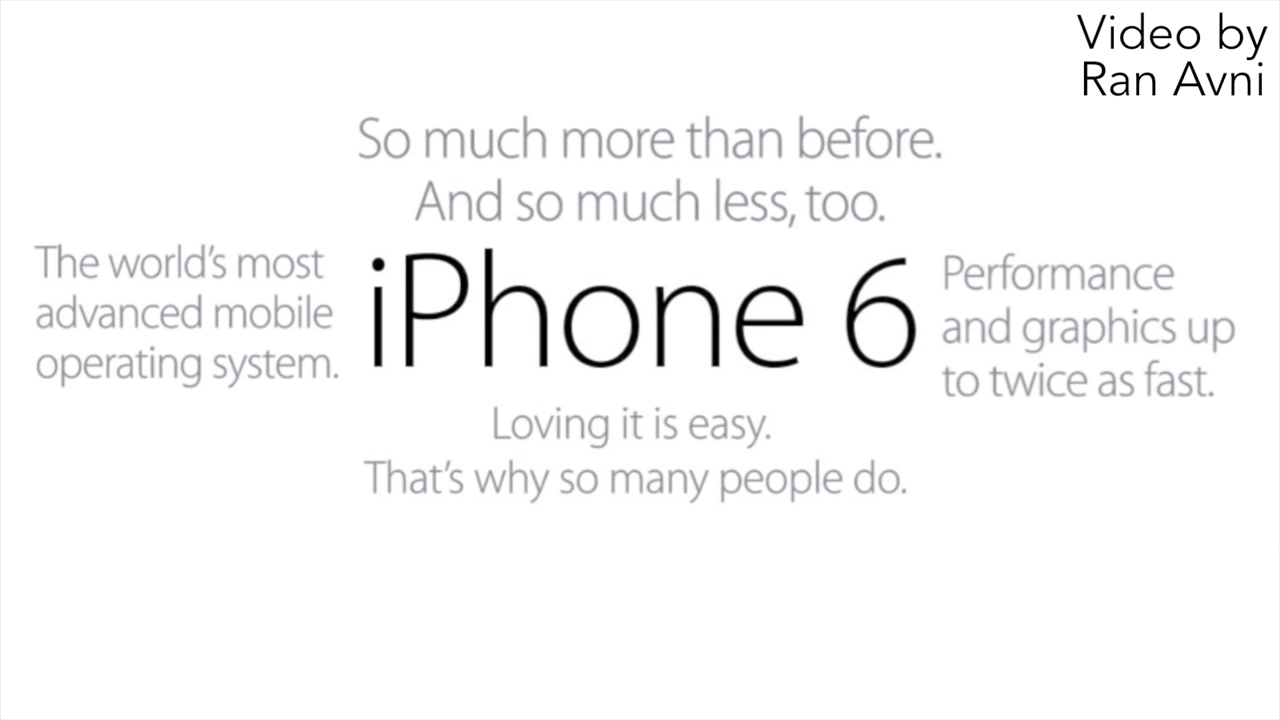 Video by
Ran Avni
So much more than before.
And so much less, too.
The world's most
advanced mobile
operating system.
iPhone 6
Performance
and graphics up
to twice as fast.
Loving it is easy.
That's why so many people do.